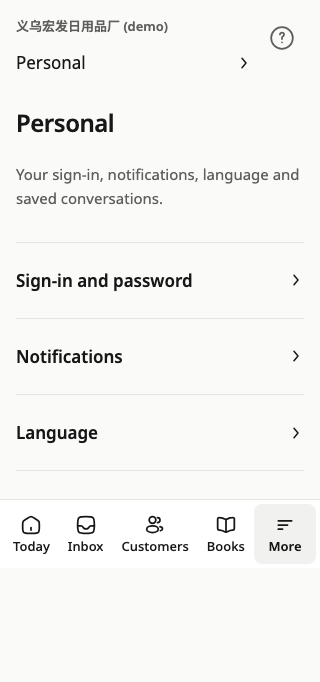 义乌宏发日用品厂 (demo)
Personal
Personal
Your sign-in, notifications, language and
saved conversations.
Sign-in and password
Notifications
Language
Today
Inbox
Customers
Books
More